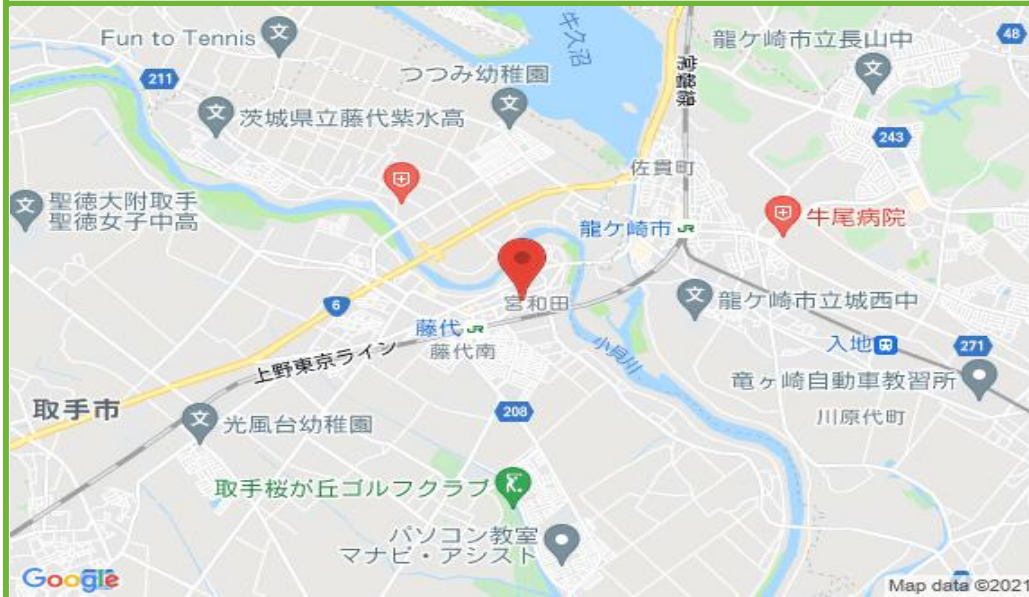 Fun to Tennis
牛久沼
龍ケ崎市立長山中
48
211
つつみ幼稚園
常磐線
茨城県立藤代紫水高
243
佐貫町
聖徳大附取手
聖徳女子中高
龍ケ崎市
牛尾病院
6
宮和田
龍ケ崎市立城西中
藤代
藤代南
小貝川
入地
271
上野東京ライン
竜ヶ崎自動車教習所
取手市
光風台幼稚園
208
川原代町
取手桜が丘ゴルフクラブ
パソコン教室
マナビ・アシスト
Google
Map data ©2021